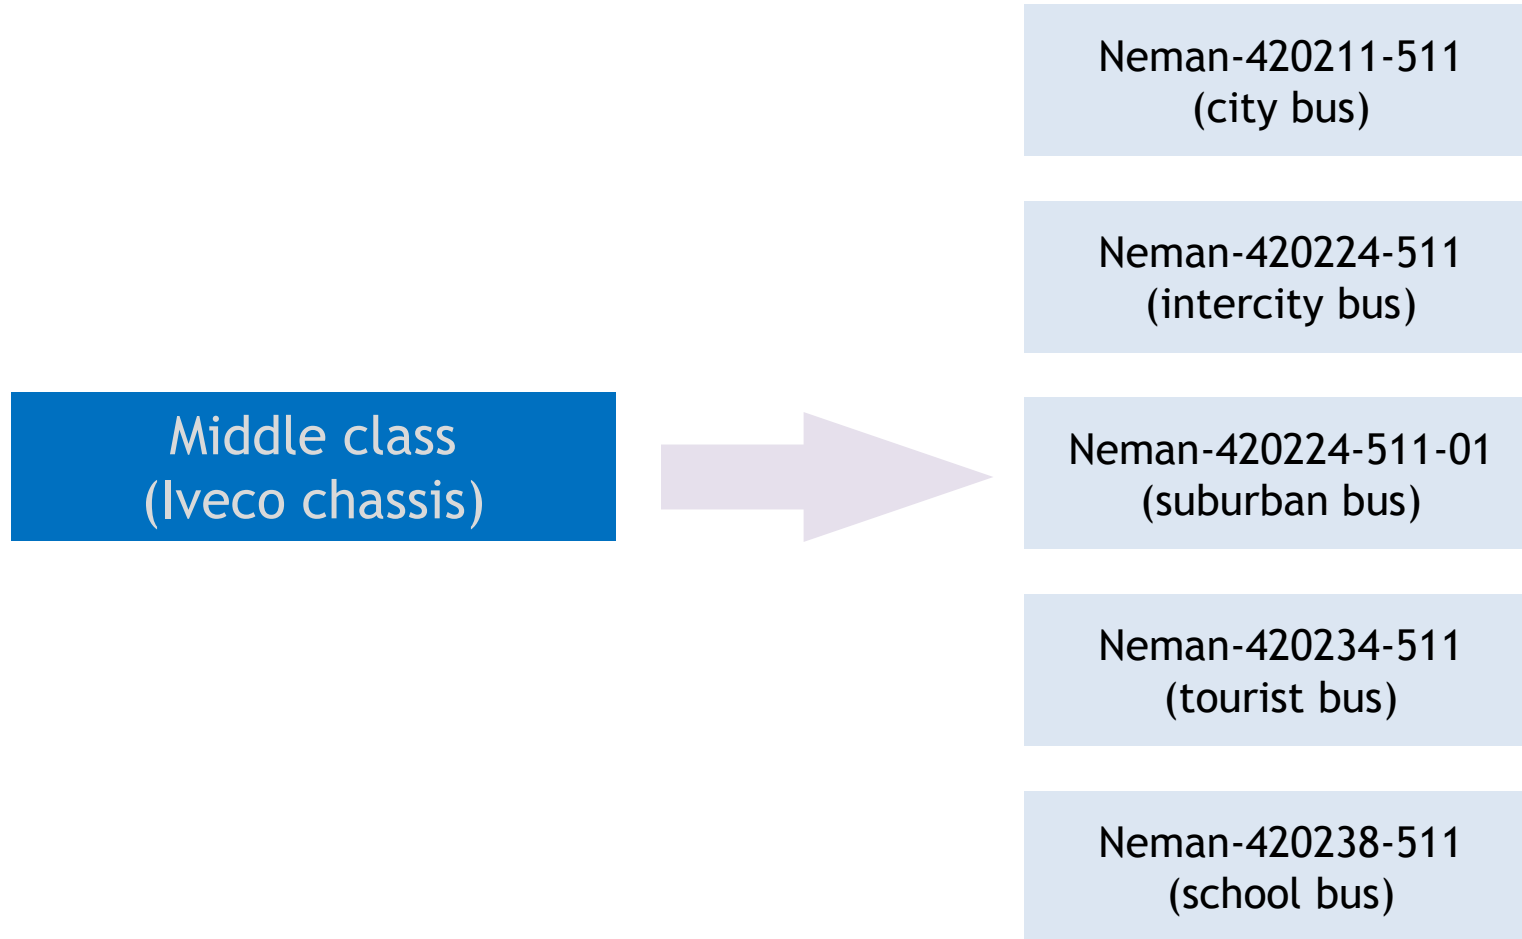 Neman-420211-511
(city bus)
Neman-420224-511
(intercity bus)
Middle class
(Iveco chassis)
Neman-420224-511-01
(suburban bus)
Neman-420234-511
(tourist bus)
Neman-420238-511
(school bus)